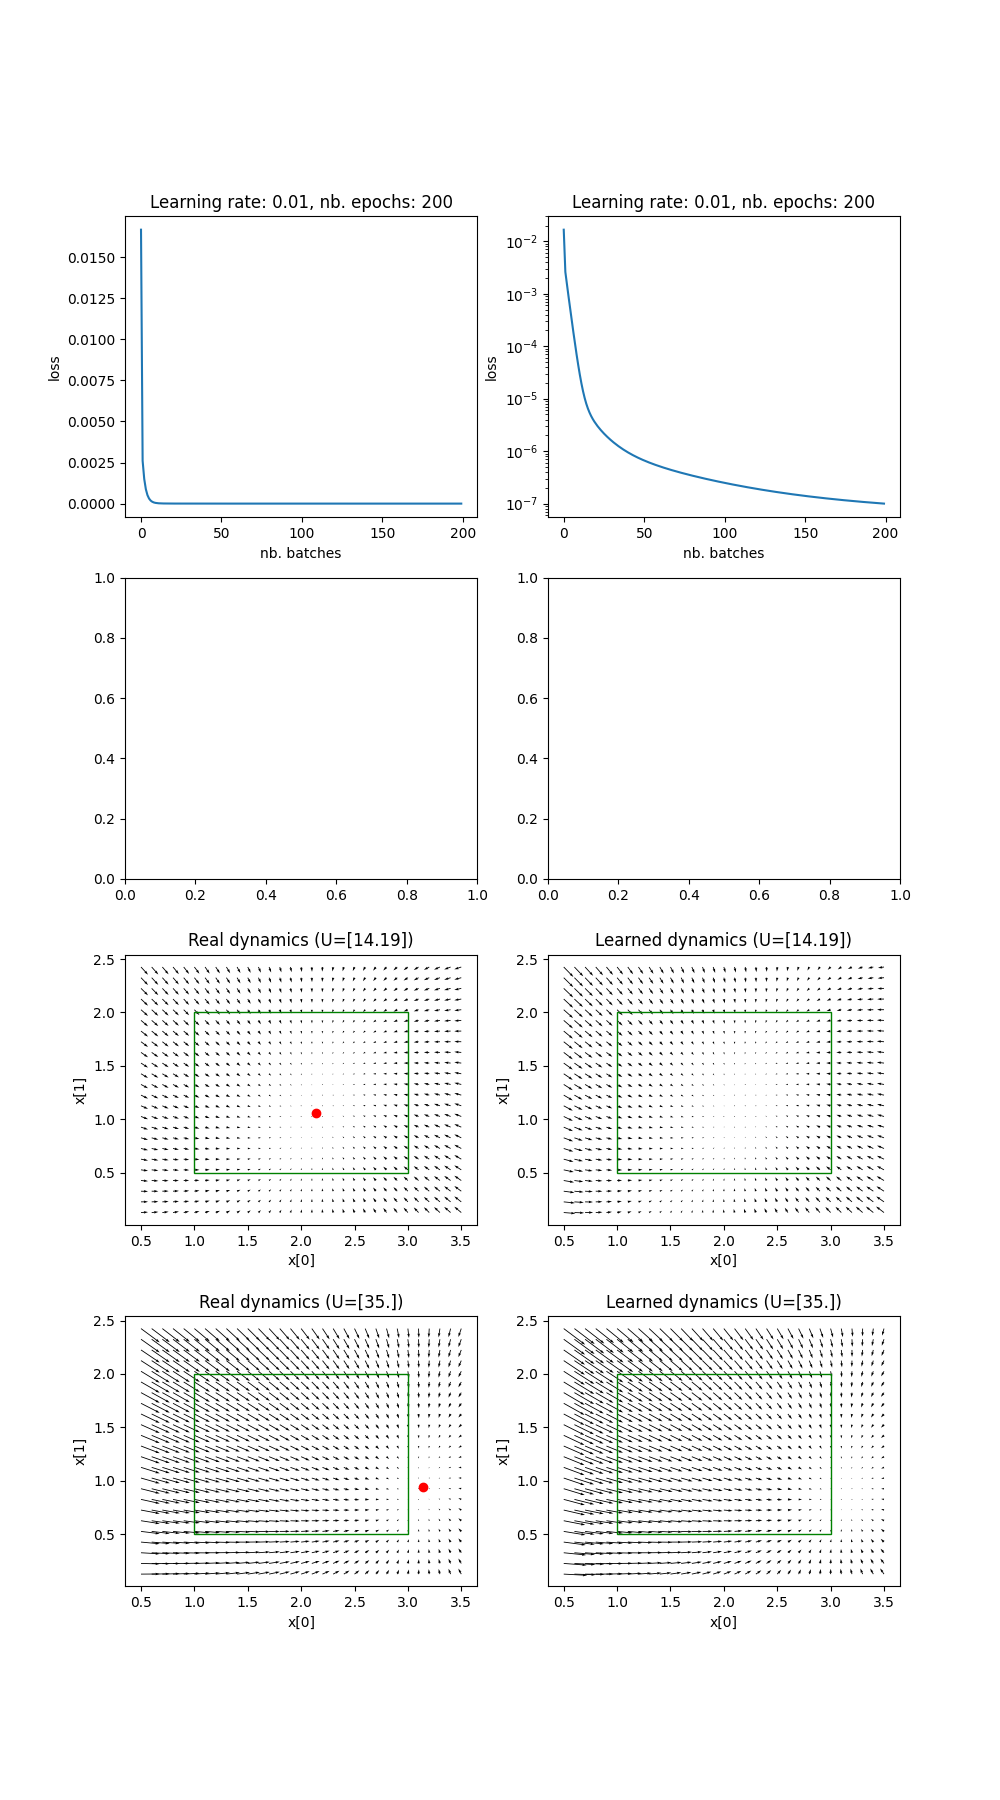 Learning rate: 0.01, nb. epochs: 200
0.0150
0.0125
0.0100
0.0075
0.0050
0.0025
0.0000
loss
0 50 100 150 200
nb. batches
Learning rate: 0.01, nb. epochs: 200
10⁻²
10⁻³
10⁻⁴
10⁻⁵
10⁻⁶
10⁻⁷
loss
0 50 100 150 200
nb. batches
1.0
0.8
0.6
0.4
0.2
0.0
0.0 0.2 0.4 0.6 0.8 1.0
1.0
0.8
0.6
0.4
0.2
0.0
0.0 0.2 0.4 0.6 0.8 1.0
Real dynamics (U=[14.19])
2.5
2.0
1.5
1.0
0.5
x[1]
0.5 1.0 1.5 2.0 2.5 3.0 3.5
x[0]
Learned dynamics (U=[14.19])
2.5
2.0
1.5
1.0
0.5
x[1]
0.5 1.0 1.5 2.0 2.5 3.0 3.5
x[0]
Real dynamics (U=[35.])
2.5
2.0
1.5
1.0
0.5
x[1]
0.5 1.0 1.5 2.0 2.5 3.0 3.5
x[0]
Learned dynamics (U=[35.])
2.5
2.0
1.5
1.0
0.5
x[1]
0.5 1.0 1.5 2.0 2.5 3.0 3.5
x[0]